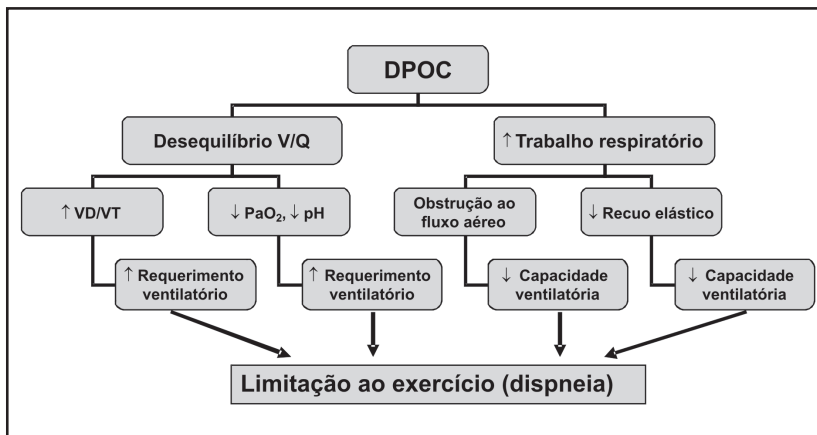 DPOC
Desequilíbrio V/Q
↑ Trabalho respiratório
↑ VD/VT
↓ PaO₂, ↓ pH
Obstrução ao
fluxo aéreo
↓ Recuo elástico
↑ Requerimento
ventilatório
↑ Requerimento
ventilatório
↓ Capacidade
ventilatória
↓ Capacidade
ventilatória
Limitação ao exercício (dispneia)